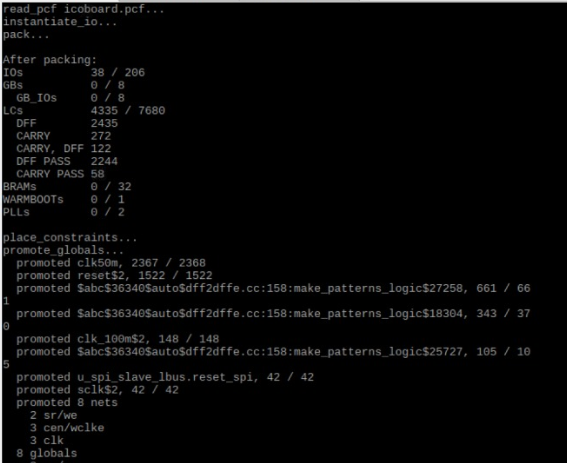 read_pcf icoboard.pcf...
instantiate_io...
pack...
After packing:
IOs 38 / 206
GBs 0 / 8
GB_IOs 0 / 8
LCs 4335 / 7680
DFF 2435
CARRY 272
CARRY, DFF 122
DFF PASS 2244
CARRY PASS 58
BRAMs 0 / 32
WARMBOOTs 0 / 1
PLLs 0 / 2
place_constraints...
promote_globals...
promoted clk50m, 2367 / 2368
promoted reset$2, 1522 / 1522
promoted $abc$36340$auto$dff2dffe.cc:158:make_patterns_logic$27258, 661 / 66
1
promoted $abc$36340$auto$dff2dffe.cc:158:make_patterns_logic$18304, 343 / 37
0
promoted clk_100m$2, 148 / 148
promoted $abc$36340$auto$dff2dffe.cc:158:make_patterns_logic$25727, 105 / 10
5
promoted u_spi_slave_lbus.reset_spi, 42 / 42
promoted sclk$2, 42 / 42
promoted 8 nets
2 sr/we
3 cen/wclke
3 clk
8 globals